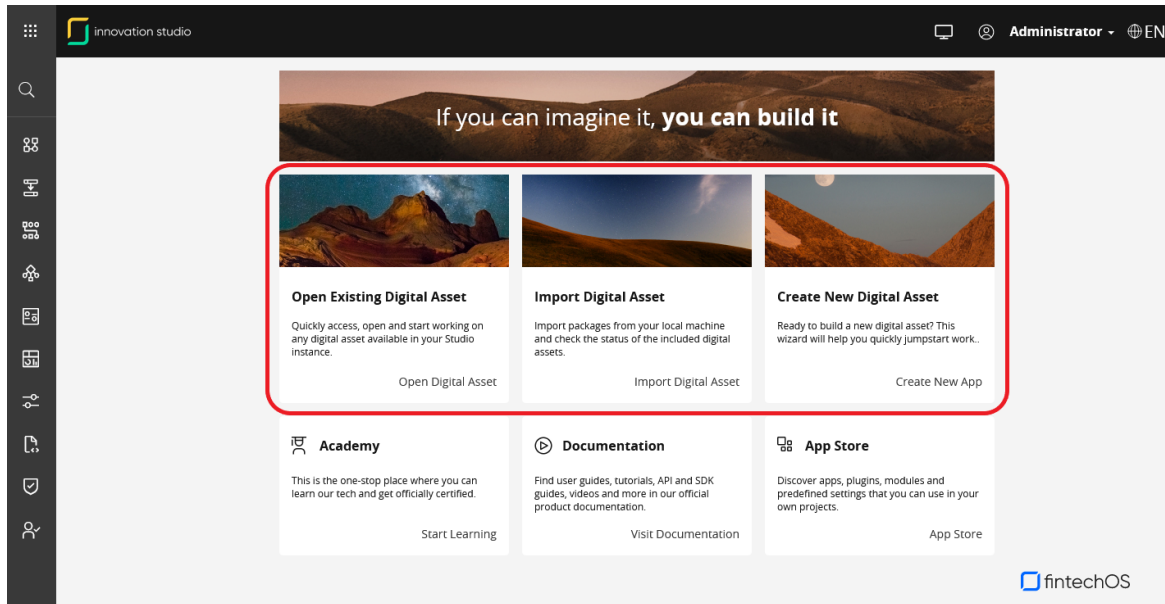 innovation studio
Administrator
EN
If you can imagine it, you can build it
Open Existing Digital Asset
Quickly access, open and start working on
any digital asset available in your Studio
instance.
Open Digital Asset
Import Digital Asset
Import packages from your local machine
and check the status of the included digital
assets.
Import Digital Asset
Create New Digital Asset
Ready to build a new digital asset? This
wizard will help you quickly jumpstart work..
Create New App
Academy
This is the one-stop place where you can
learn our tech and get officially certified.
Start Learning
Documentation
Find user guides, tutorials, API and SDK
guides, videos and more in our official
product documentation.
Visit Documentation
App Store
Discover apps, plugins, modules and
predefined settings that you can use in your
own projects.
App Store
fintechOS